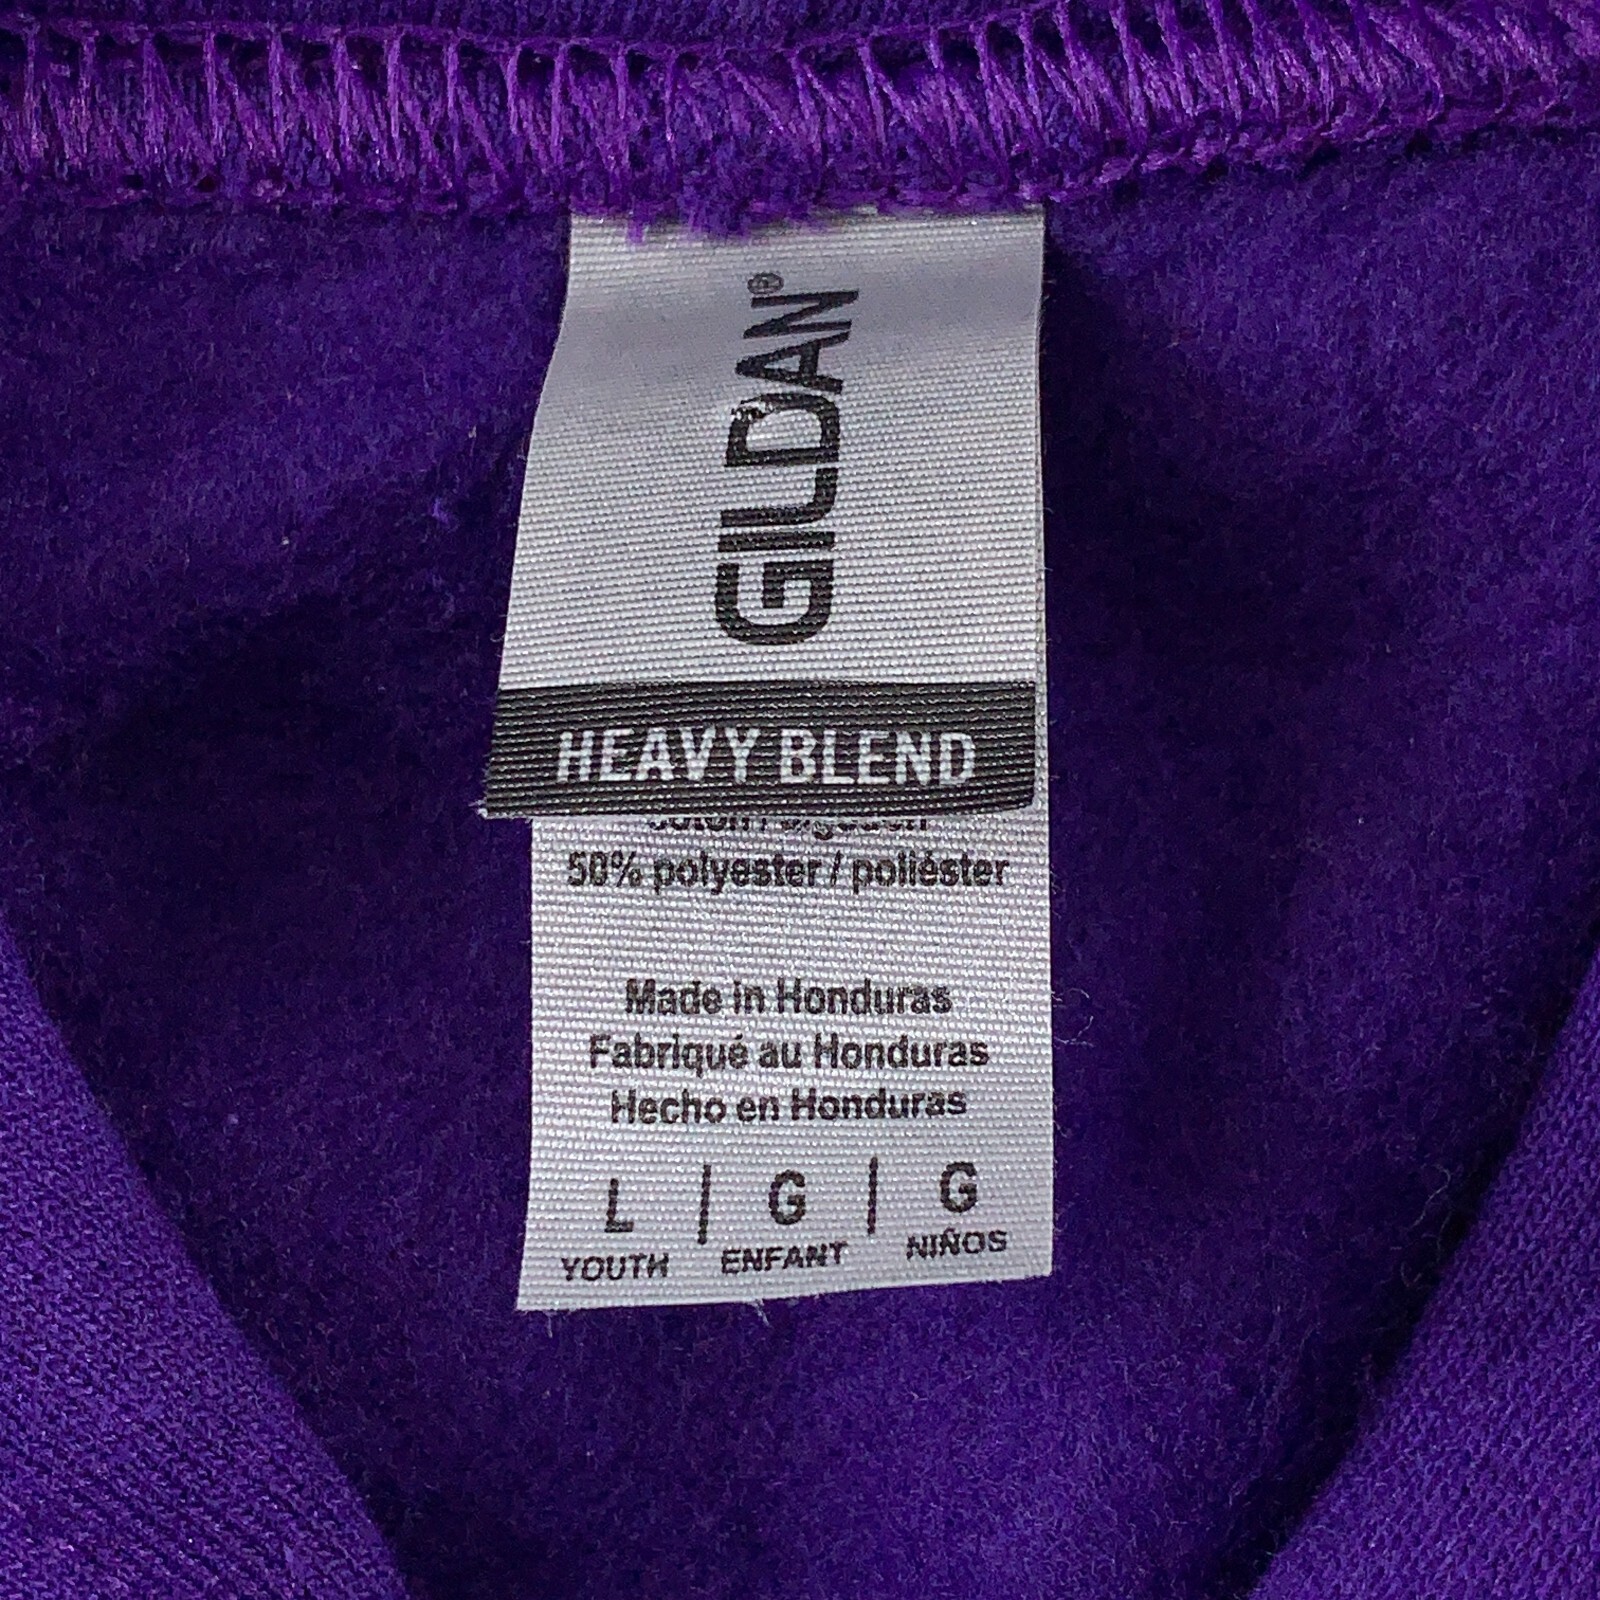 GILDAN®
HEAVY BLEND
50% polyester / poliéster
Made in Honduras
Fabriqué au Honduras
Hecho en Honduras
L | G | G
YOUTH ENFANT NIÑOS